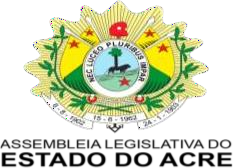 NEC LUCEO PLURIBUS IMPAR
6-8-1902 15-6-1962 24-1-1903
ASSEMBLEIA LEGISLATIVA DO
ESTADO DO ACRE